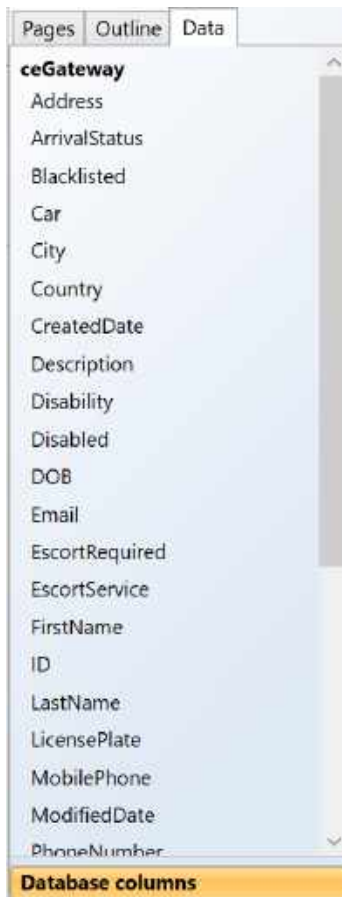 Pages Outline Data
ceGateway
Address
ArrivalStatus
Blacklisted
Car
City
Country
CreatedDate
Description
Disability
Disabled
DOB
Email
EscortRequired
EscortService
FirstName
ID
LastName
LicensePlate
MobilePhone
ModifiedDate
PhoneNumber
Database columns